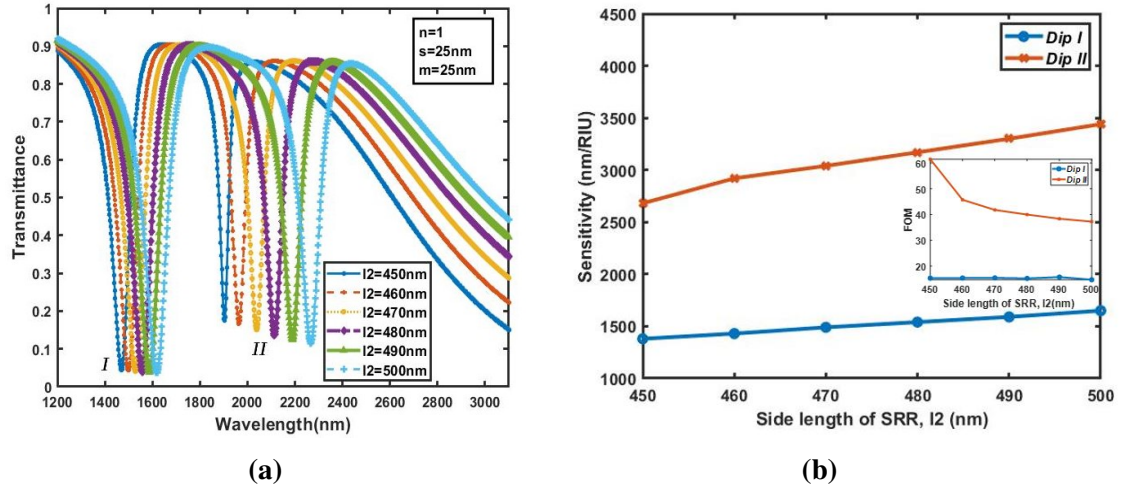 n=1
s=25nm
m=25nm
Transmittance
1
0.9
0.8
0.7
0.6
0.5
0.4
0.3
0.2
0.1
0
I
II
l2=450nm
l2=460nm
l2=470nm
l2=480nm
l2=490nm
l2=500nm
1200 1400 1600 1800 2000 2200 2400 2600 2800 3000
Wavelength(nm)
(a)
Sensitivity (nm/RIU)
4500
4000
3500
3000
2500
2000
1500
1000
Dip I
Dip II
FOM
60
50
40
30
20
Dip I
Dip II
450 460 470 480 490 500
Side length of SRR, l2(nm)
450 460 470 480 490 500
Side length of SRR, l2 (nm)
(b)